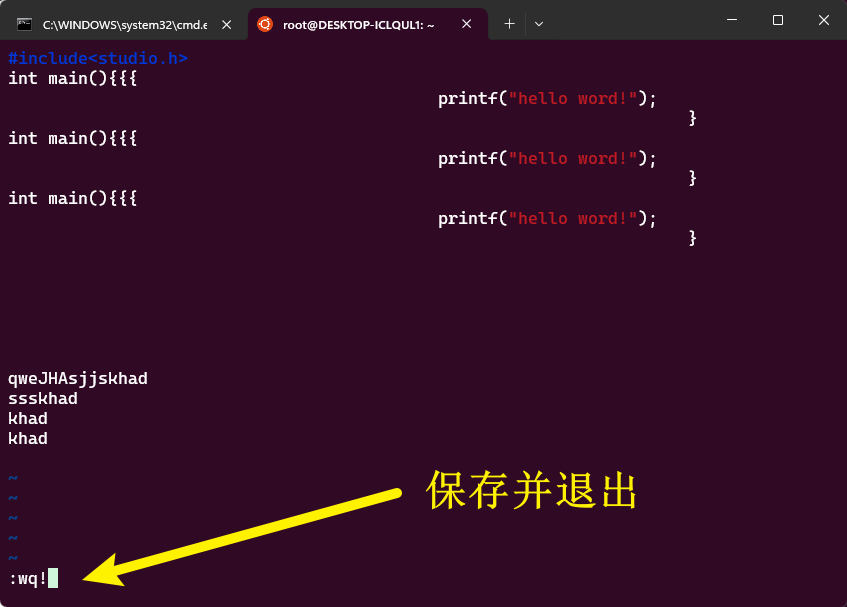 C:\WINDOWS\system32\cmd.e
root@DESKTOP-ICLQUL1: ~
#include<studio.h>
int main(){{{
printf("hello word!");
}
int main(){{{
printf("hello word!");
}
int main(){{{
printf("hello word!");
}
qweJHAsjjskhad
ssskhad
khad
khad
~
~
~
~
~
保存并退出
:wq!